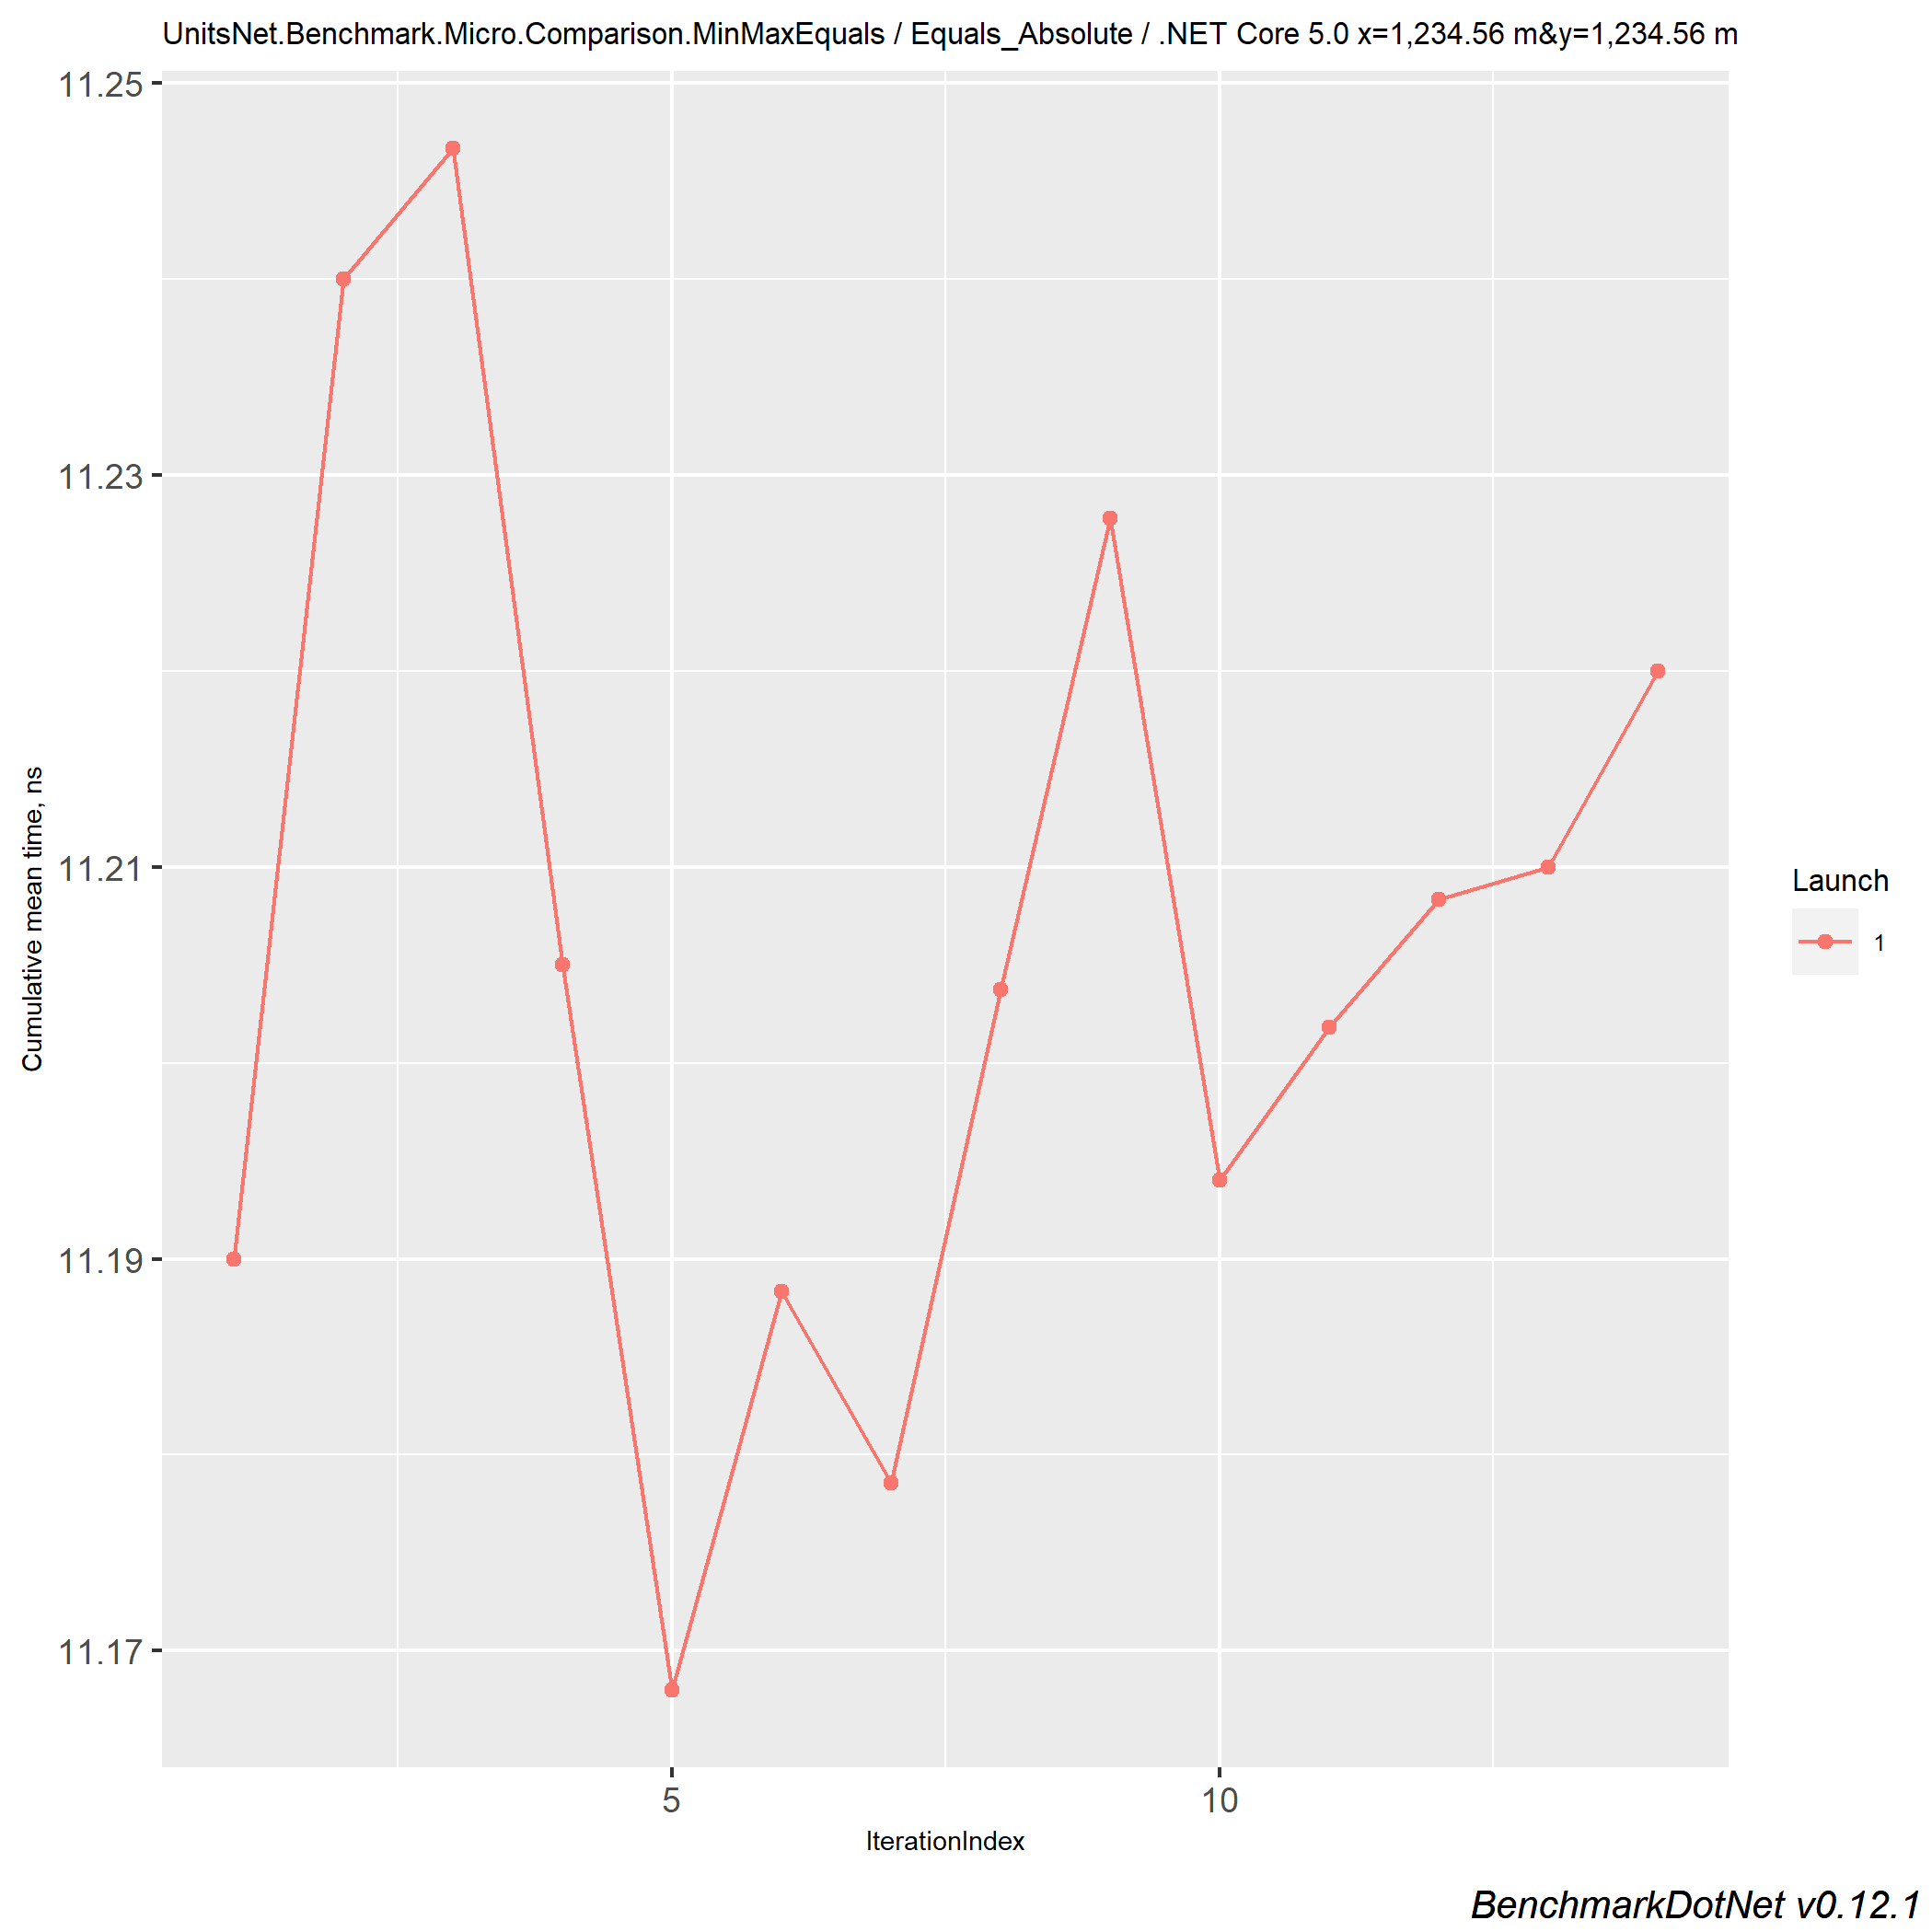 UnitsNet.Benchmark.Micro.Comparison.MinMaxEquals / Equals_Absolute / .NET Core 5.0 x=1,234.56 m&y=1,234.56 m
11.25
11.23
11.21
11.19
11.17
Cumulative mean time, ns
5
10
IterationIndex
Launch
1
BenchmarkDotNet v0.12.1